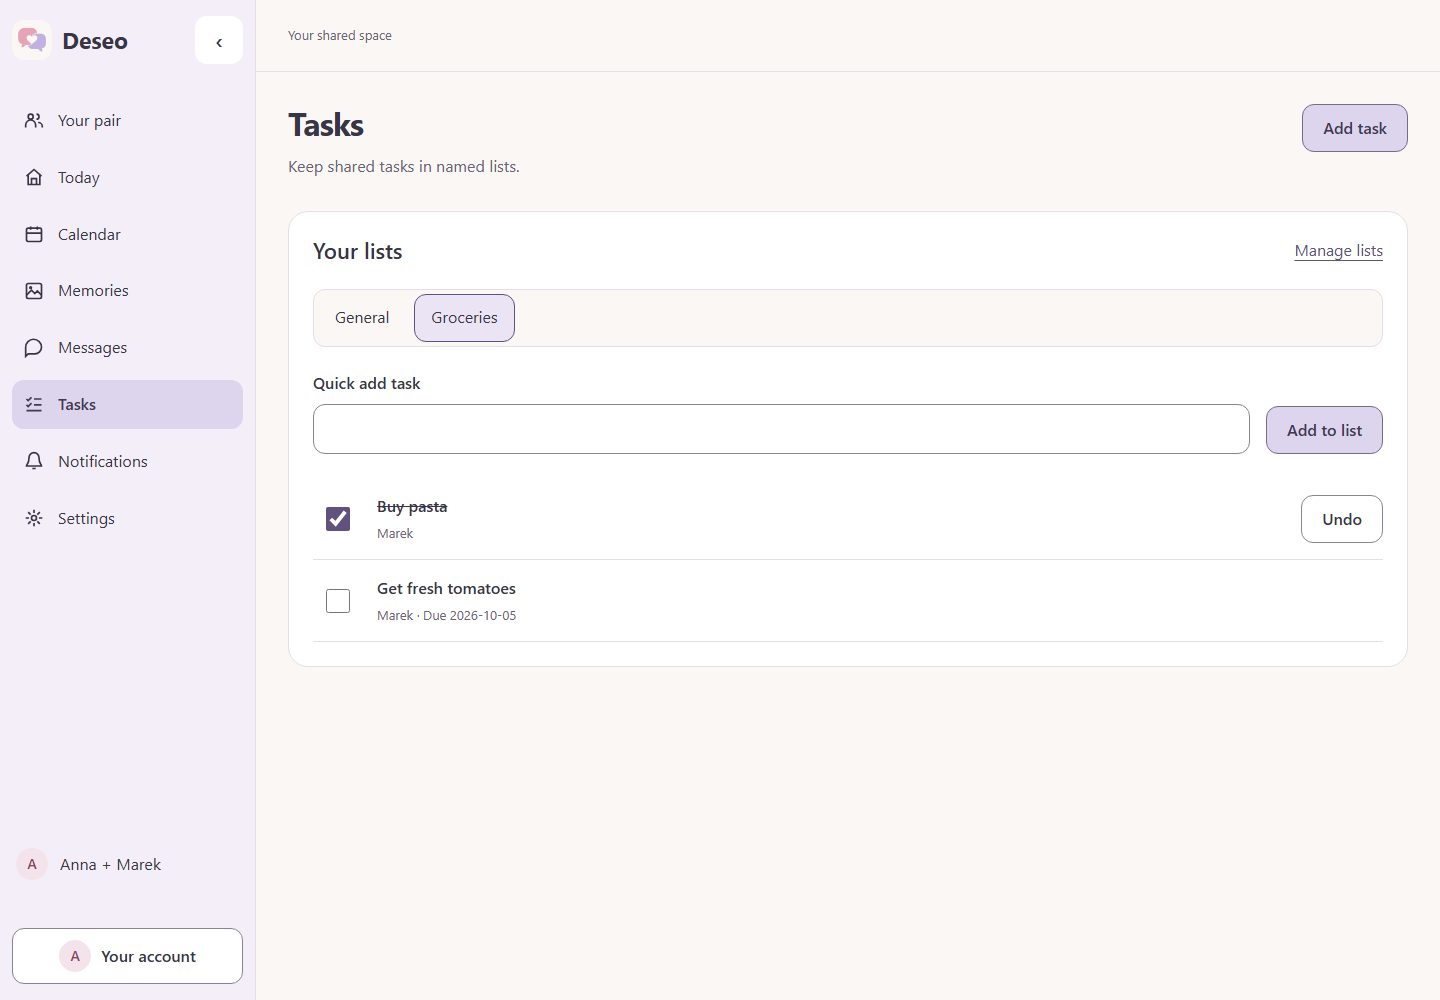 Deseo
‹
Your shared space
Your pair
Today
Calendar
Memories
Messages
Tasks
Notifications
Settings
A
Anna + Marek
A
Your account
Tasks
Add task
Keep shared tasks in named lists.
Your lists
Manage lists
General
Groceries
Quick add task
Add to list
Buy pasta
Marek
Undo
Get fresh tomatoes
Marek · Due 2026-10-05